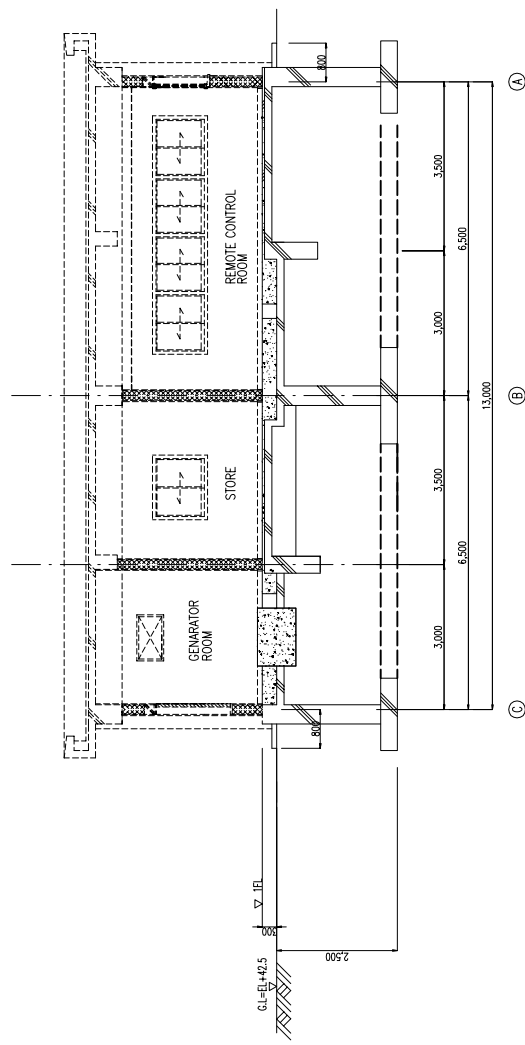 GENARATOR
ROOM
STORE
REMOTE CONTROL
ROOM
G.L=EL+42.5
1FL
300
2,500
800
800
3,000
3,500
3,000
3,500
6,500
6,500
13,000
C
B
A